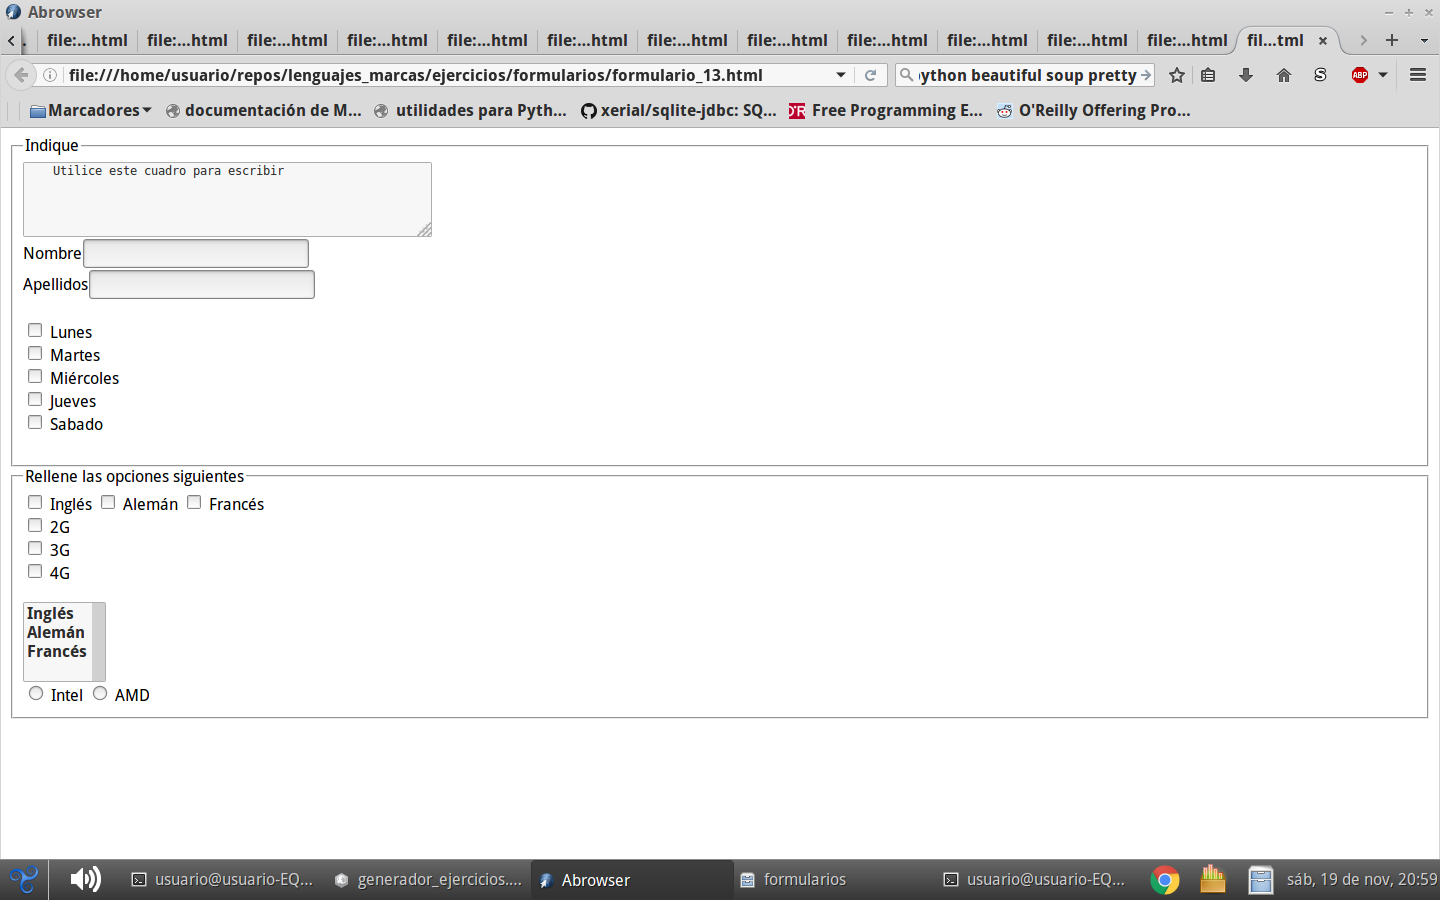 Abrowser
. file:...html file:...html file:...html file:...html file:...html file:...html file:...html file:...html file:...html file:...html file:...html file:...html fil...tml
file:///home/usuario/repos/lenguajes_marcas/ejercicios/formularios/formulario_13.html ython beautiful soup pretty S ABP
Marcadores documentación de M... utilidades para Pyth... xerial/sqlite-jdbc: SQ... Free Programming E... O'Reilly Offering Pro...
Indique
Utilice este cuadro para escribir
Nombre
Apellidos
Lunes
Martes
Miércoles
Jueves
Sabado
Rellene las opciones siguientes
Inglés Alemán Francés
2G
3G
4G
Inglés
Alemán
Francés
Intel AMD
usuario@usuario-EQ... generador_ejercicios.... Abrowser formularios usuario@usuario-EQ... sáb, 19 de nov, 20:59